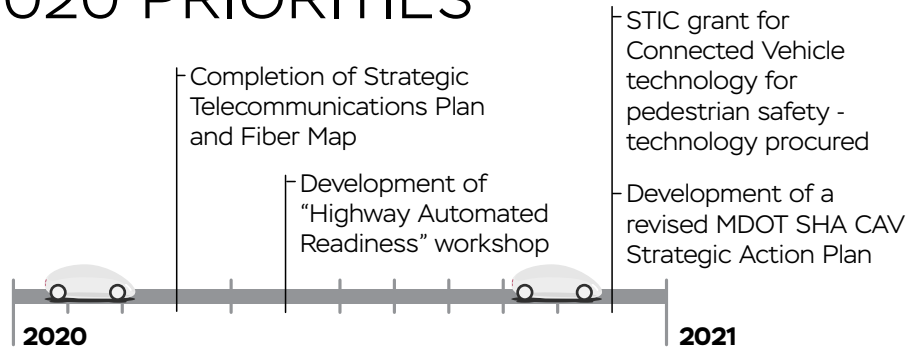 020 PRIORITIES
Completion of Strategic
Telecommunications Plan
and Fiber Map
Development of
“Highway Automated
Readiness” workshop
STIC grant for
Connected Vehicle
technology for
pedestrian safety -
technology procured
Development of a
revised MDOT SHA CAV
Strategic Action Plan
2020
2021